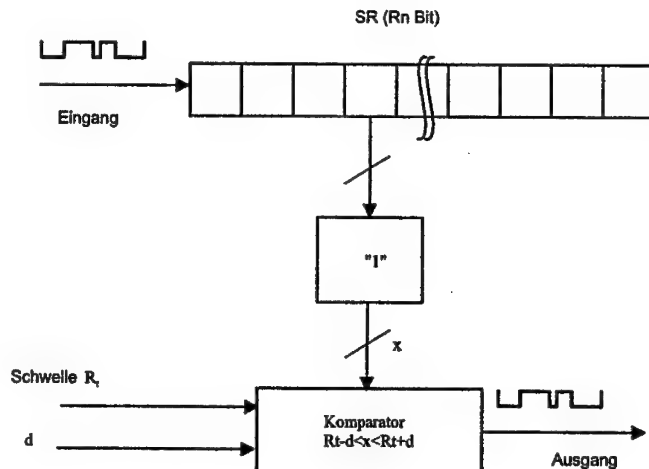 SR (Rn Bit)
Eingang
"1"
x
Schwelle Rt
d
Komparator
Rt-d<x<Rt+d
Ausgang